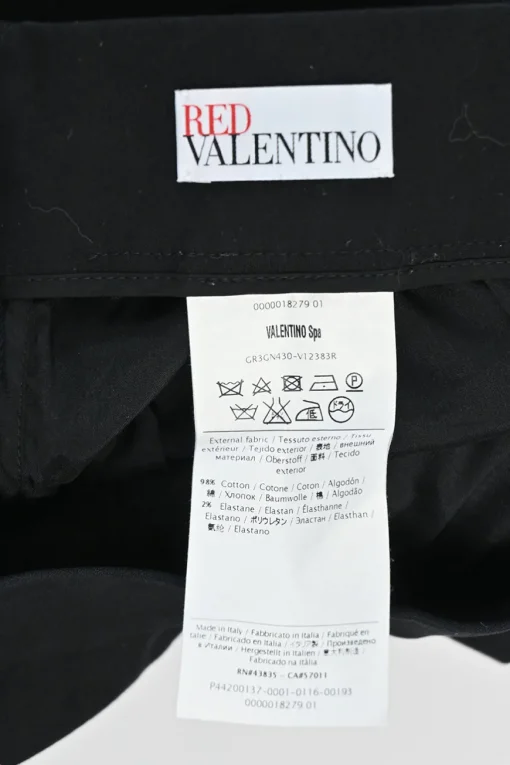 RED
VALENTINO
0000018279 01
VALENTINO Spa
GR3GN430-V12383R
P
External fabric / Tessuto esterno / Tissu
extérieur / Tejido exterior / 表地 / внешний
материал / Oberstoff / 面料 / Tecido
exterior
98% Cotton / Cotone / Coton / Algodón /
綿 / Хлопок / Baumwolle / 棉 / Algodão
2% Elastane / Elastan / Élasthanne /
Elastano / ポリウレタン / Эластан / Elasthan /
氨纶 / Elastano
Made in Italy / Fabbricato in Italia / Fabriqué en
Italie / Fabricado en Italia / イタリア製 / Произведено
в Италии / Hergestellt in Italien / 意大利制造 /
Fabricado na Itália
RN#43835 - CA#57011
P44200137-0001-0116-00193
0000018279 01